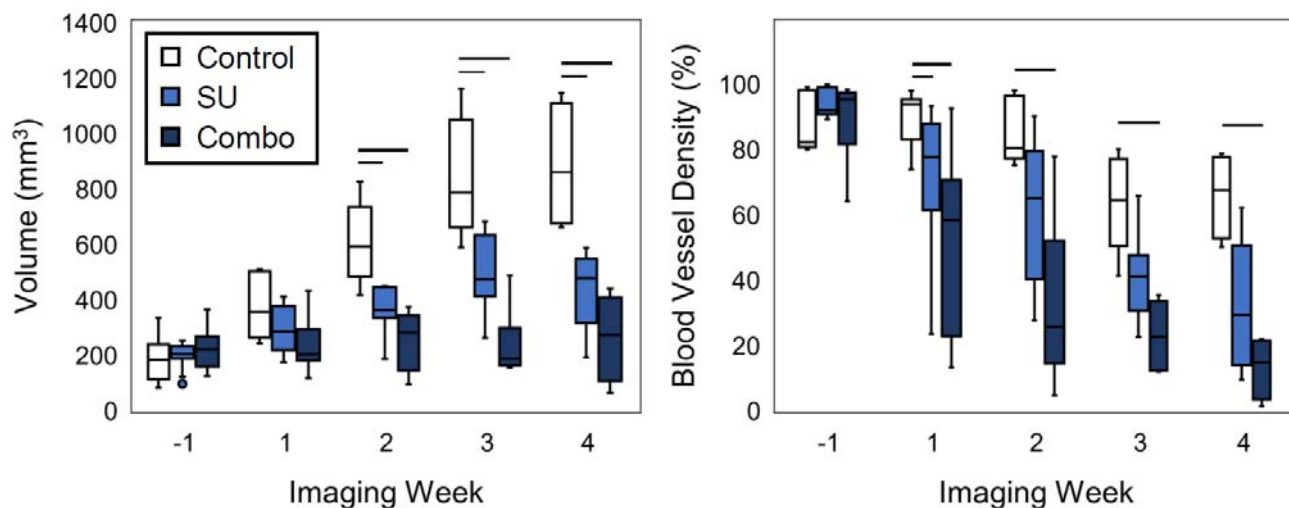 Volume (mm³)
1400
1200
1000
800
600
400
200
0
Control
SU
Combo
-1 1 2 3 4
Imaging Week
Blood Vessel Density (%)
100
80
60
40
20
0
-1 1 2 3 4
Imaging Week